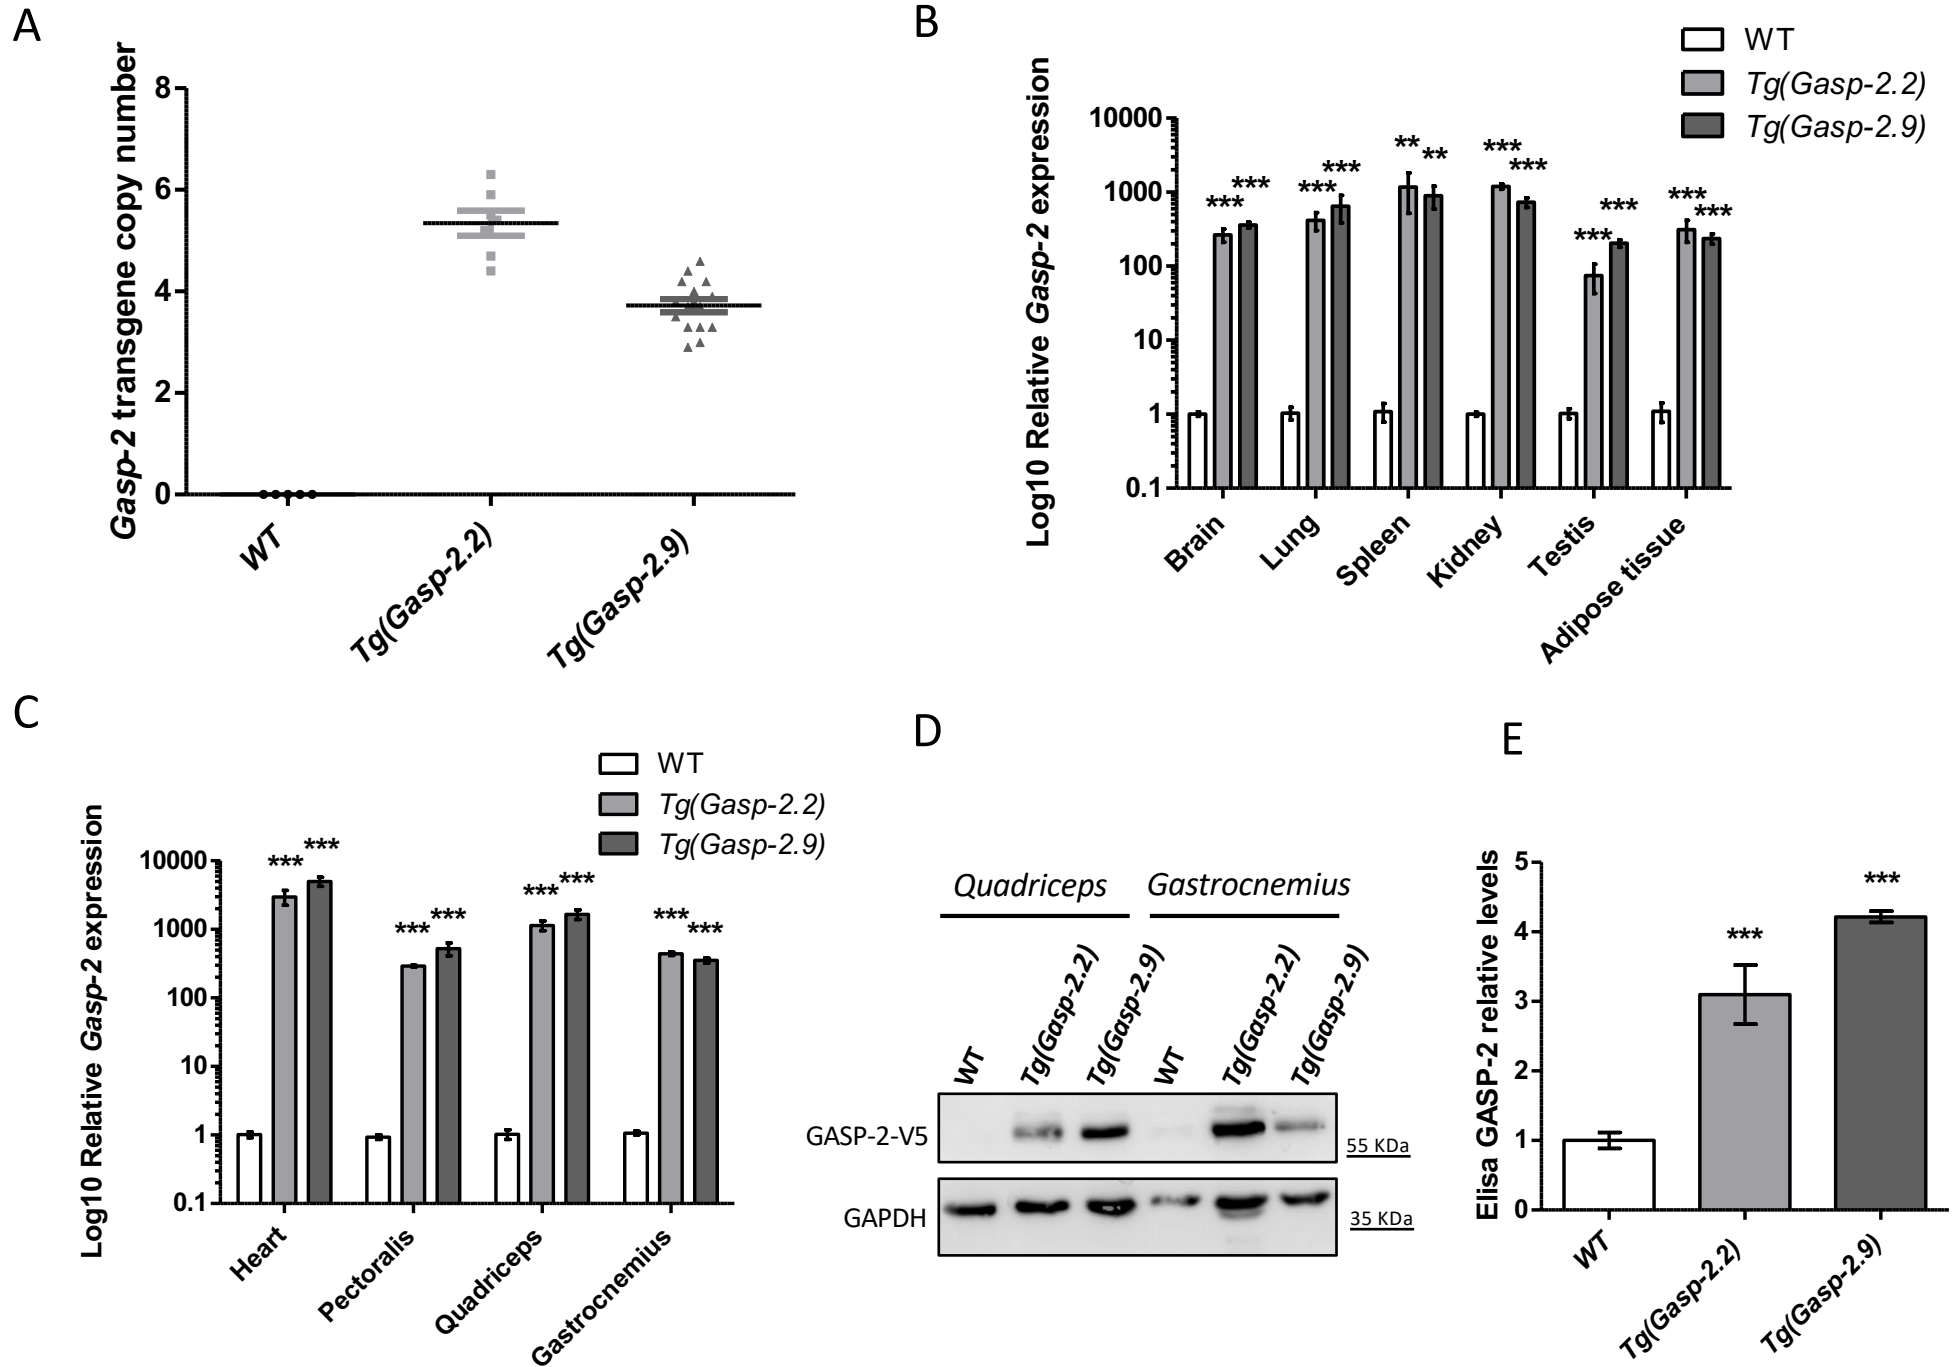 A
Gasp-2 transgene copy number
8
6
4
2
0
WT
Tg(Gasp-2.2)
Tg(Gasp-2.9)
B
WT
Tg(Gasp-2.2)
Tg(Gasp-2.9)
Log10 Relative Gasp-2 expression
10000
1000
100
10
1
0.1
*** ***
*** ***
** **
*** ***
*** ***
*** ***
Brain
Lung
Spleen
Kidney
Testis
Adipose tissue
C
WT
Tg(Gasp-2.2)
Tg(Gasp-2.9)
Log10 Relative Gasp-2 expression
10000
1000
100
10
1
0.1
*** ***
*** ***
*** ***
*** ***
Heart
Pectoralis
Quadriceps
Gastrocnemius
D
Quadriceps Gastrocnemius
WT
Tg(Gasp-2.2)
Tg(Gasp-2.9)
WT
Tg(Gasp-2.2)
Tg(Gasp-2.9)
GASP-2-V5
55 KDa
GAPDH
35 KDa
E
Elisa GASP-2 relative levels
5
4
3
2
1
0
***
***
WT
Tg(Gasp-2.2)
Tg(Gasp-2.9)